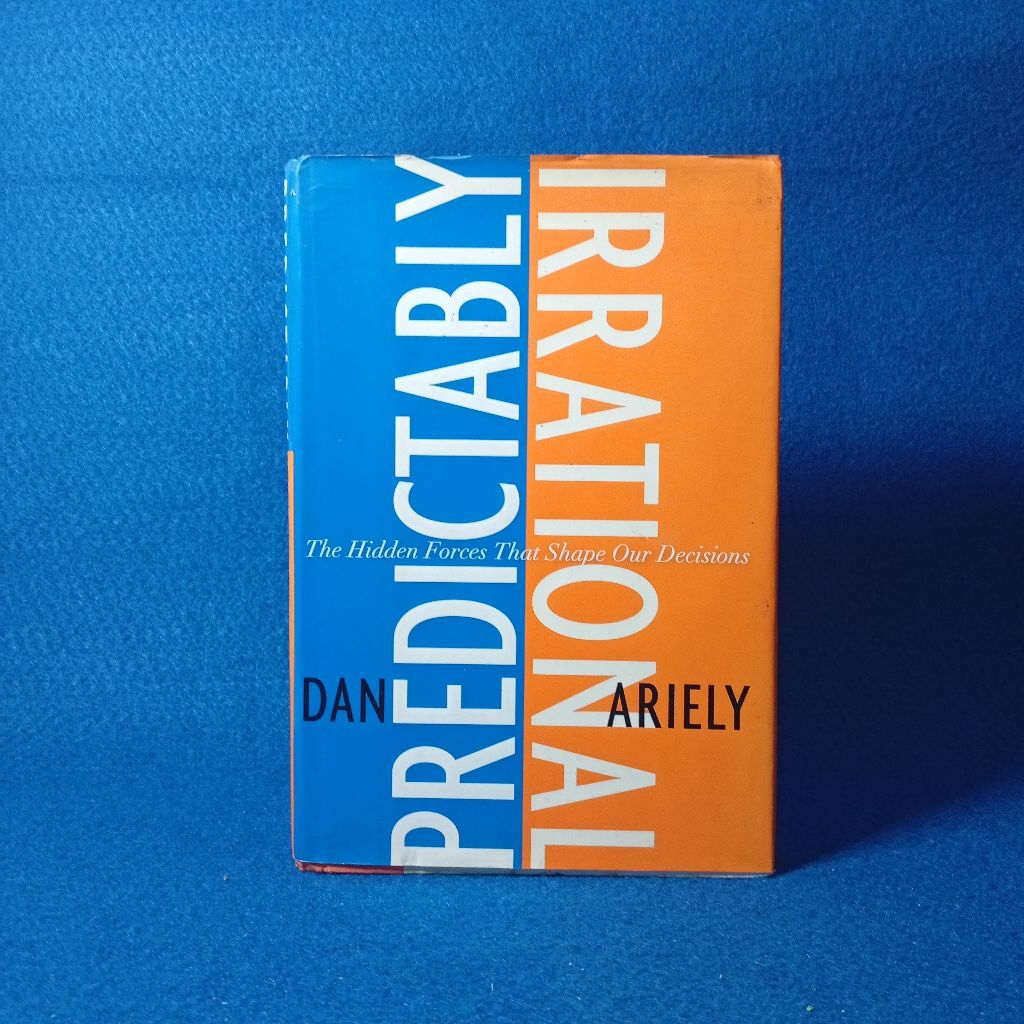 PREDICTABLY
IRRATIONAL
The Hidden Forces That Shape Our Decisions
DAN ARIELY